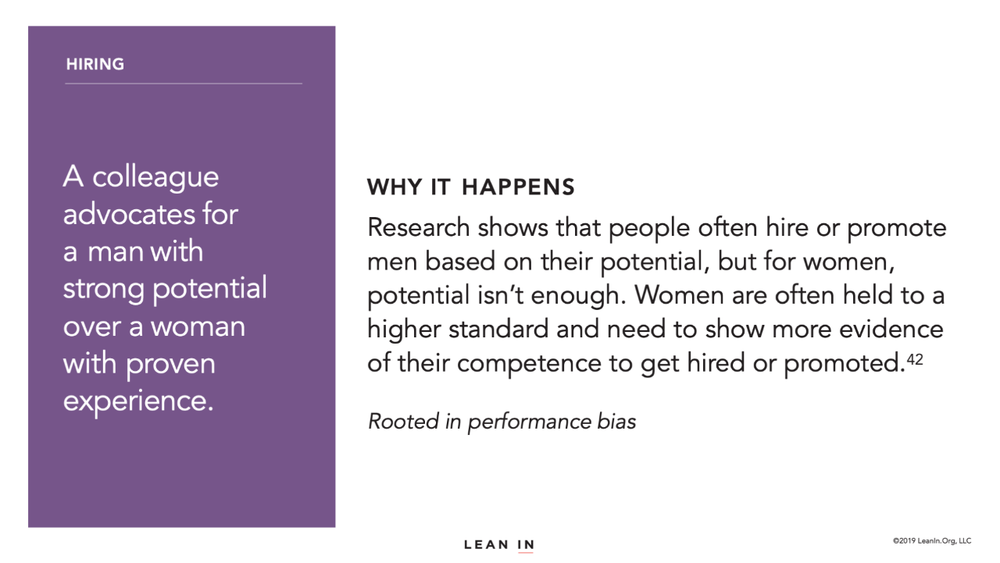 HIRING
A colleague
advocates for
a man with
strong potential
over a woman
with proven
experience.
WHY IT HAPPENS
Research shows that people often hire or promote
men based on their potential, but for women,
potential isn’t enough. Women are often held to a
higher standard and need to show more evidence
of their competence to get hired or promoted.42
Rooted in performance bias
LEAN IN
©2019 LeanIn.Org, LLC